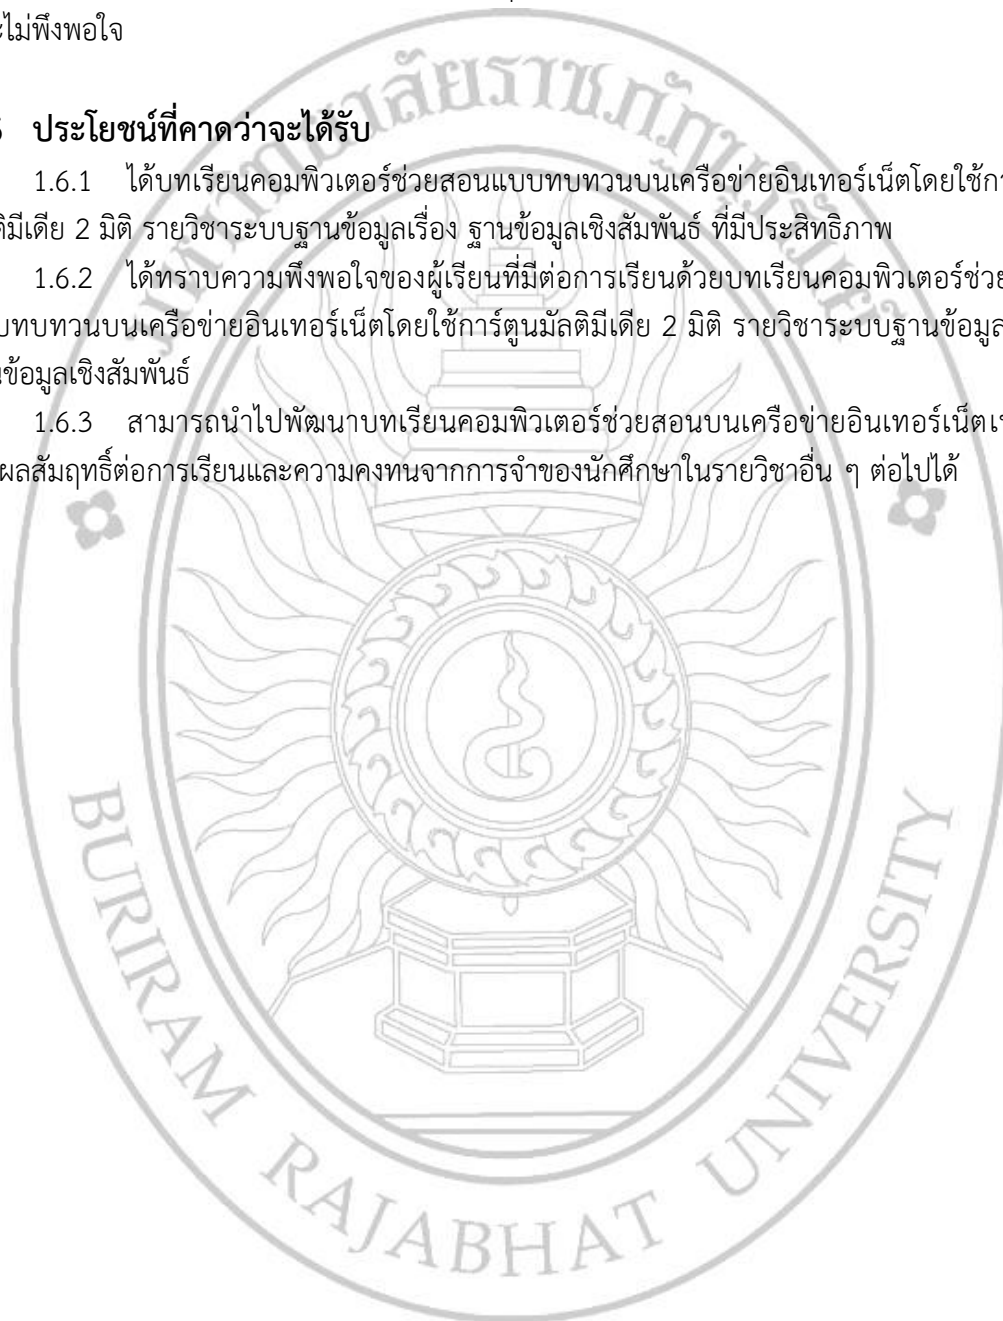 ะไม่พึงพอใจ
ประโยชน์ที่คาดว่าจะได้รับ
1.6.1 ได้บทเรียนคอมพิวเตอร์ช่วยสอนแบบทบทวนบนเครือข่ายอินเทอร์เน็ตโดยใช้กา
ติมีเดีย 2 มิติ รายวิชาระบบฐานข้อมูลเรื่อง ฐานข้อมูลเชิงสัมพันธ์ ที่มีประสิทธิภาพ
1.6.2 ได้ทราบความพึงพอใจของผู้เรียนที่มีต่อการเรียนด้วยบทเรียนคอมพิวเตอร์ช่วย
บทบทวนบนเครือข่ายอินเทอร์เน็ตโดยใช้การ์ตูนมัลติมีเดีย 2 มิติ รายวิชาระบบฐานข้อมูล
นข้อมูลเชิงสัมพันธ์
1.6.3 สามารถนำไปพัฒนาบทเรียนคอมพิวเตอร์ช่วยสอนบนเครือข่ายอินเทอร์เน็ต
ผลสัมฤทธิ์ต่อการเรียนและความคงทนจากการจำของนักศึกษาในรายวิชาอื่น ๆ ต่อไปได้
มหาวิทยาลัยราชภัฏบุรีรัมย์
BURIRAM RAJABHAT UNIVERSITY